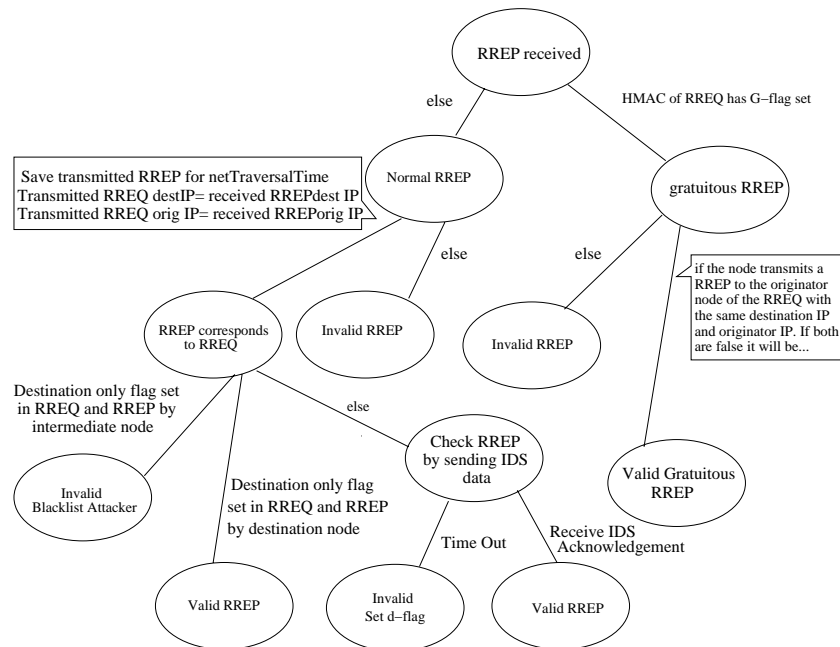 RREP received
else
HMAC of RREQ has G−flag set
Save transmitted RREP for netTraversalTime
Transmitted RREQ destIP= received RREPdest IP
Transmitted RREQ orig IP= received RREPorig IP
Normal RREP
gratuitous RREP
else
else
if the node transmits a
RREP to the originator
node of the RREQ with
the same destination IP
and originator IP. If both
are false it will be...
RREP corresponds
to RREQ
Invalid RREP
Invalid RREP
Destination only flag set
in RREQ and RREP by
intermediate node
else
Check RREP
by sending IDS
data
Valid Gratuitous
RREP
Invalid
Blacklist Attacker
Destination only flag
set in RREQ and RREP
by destination node
Time Out
Receive IDS
Acknowledgement
Valid RREP
Invalid
Set d−flag
Valid RREP